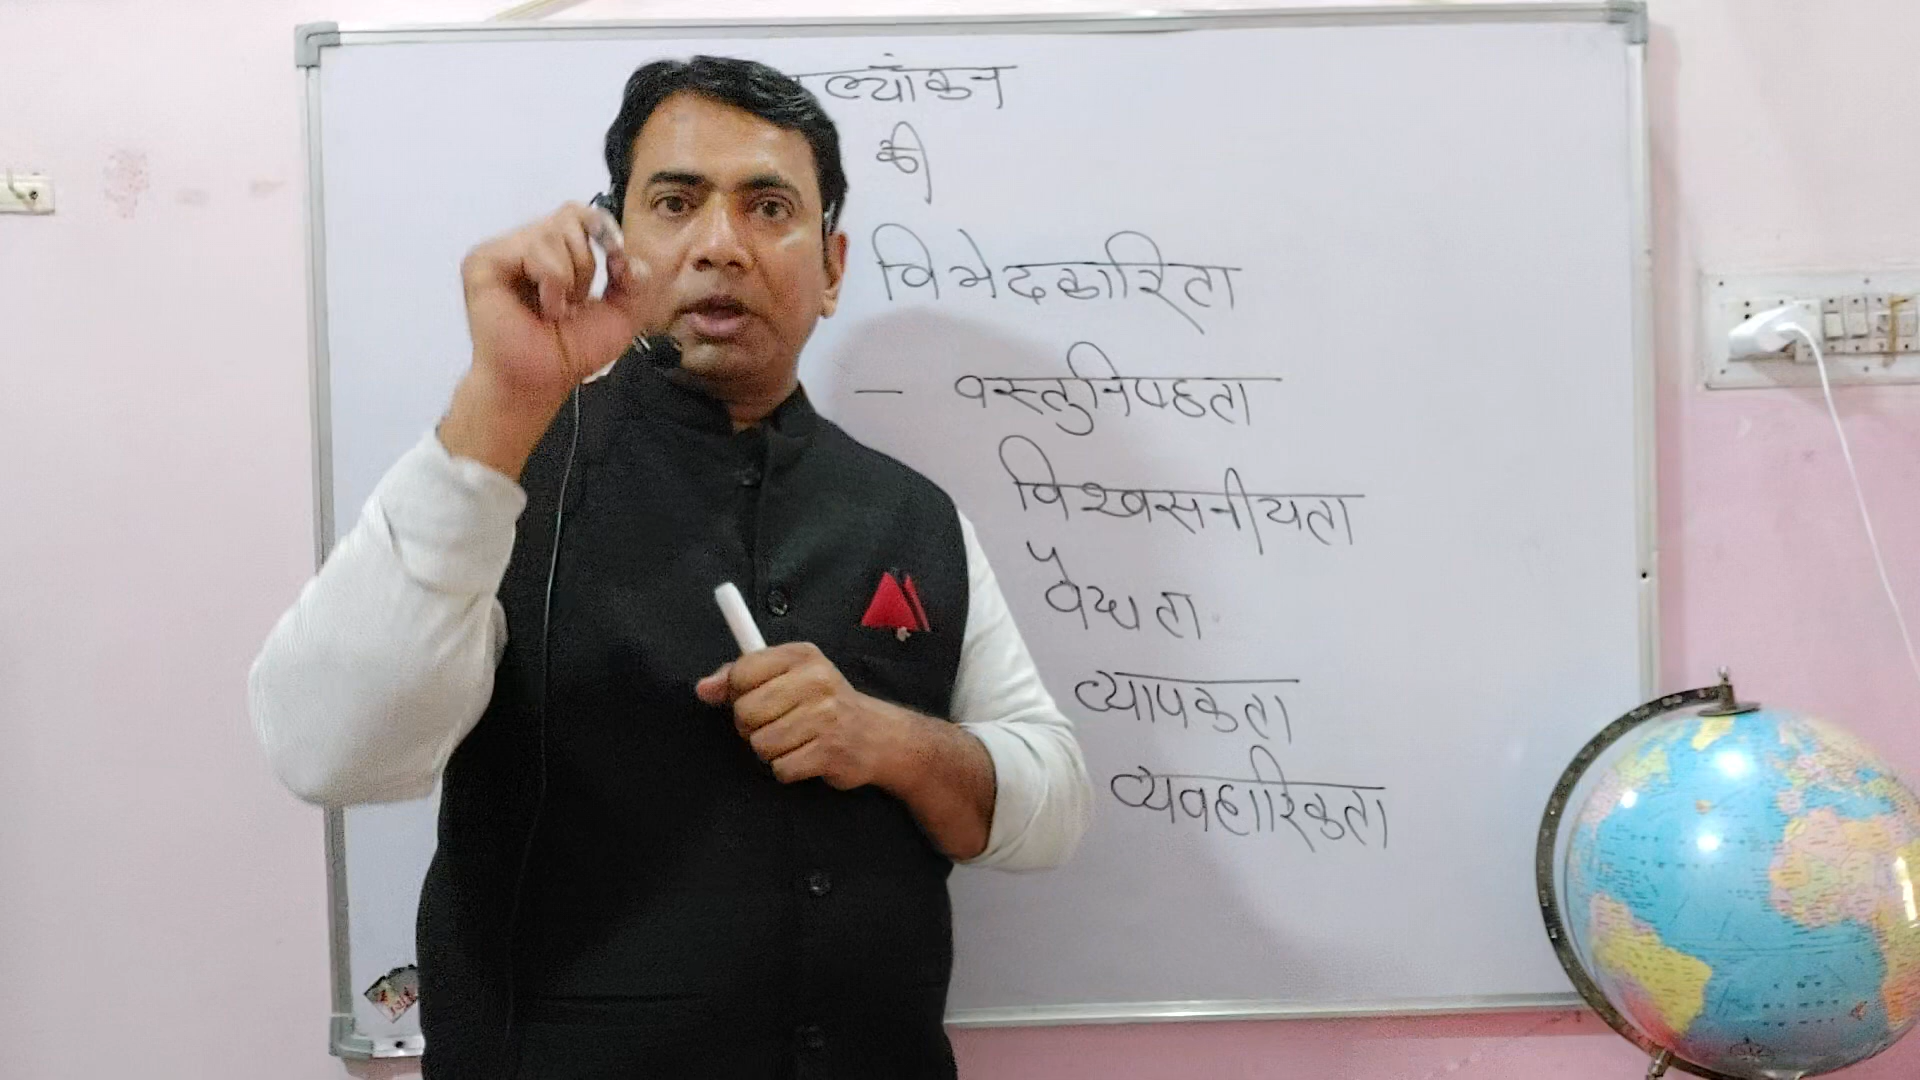 ल्यांकन
की
विभेदकारिता
– वस्तुनिष्ठता
विश्वसनीयता
वैधता
व्यापकता
व्यवहारिकता